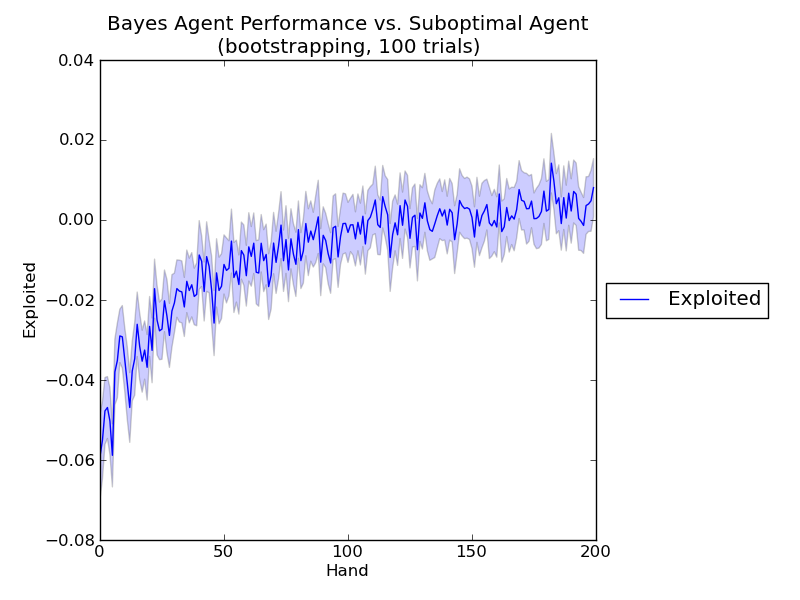 Bayes Agent Performance vs. Suboptimal Agent
(bootstrapping, 100 trials)
0.04
0.02
0.00
−0.02
−0.04
−0.06
−0.08
Exploited
0 50 100 150 200
Hand
Exploited